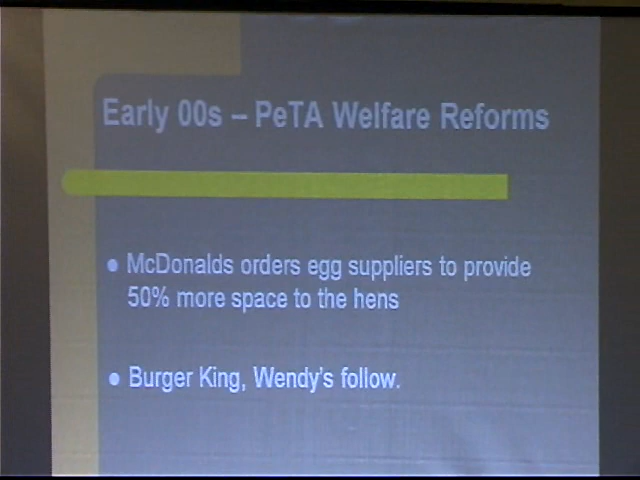 Early 00s – PeTA Welfare Reforms
• McDonalds orders egg suppliers to provide
50% more space to the hens
• Burger King, Wendy's follow.